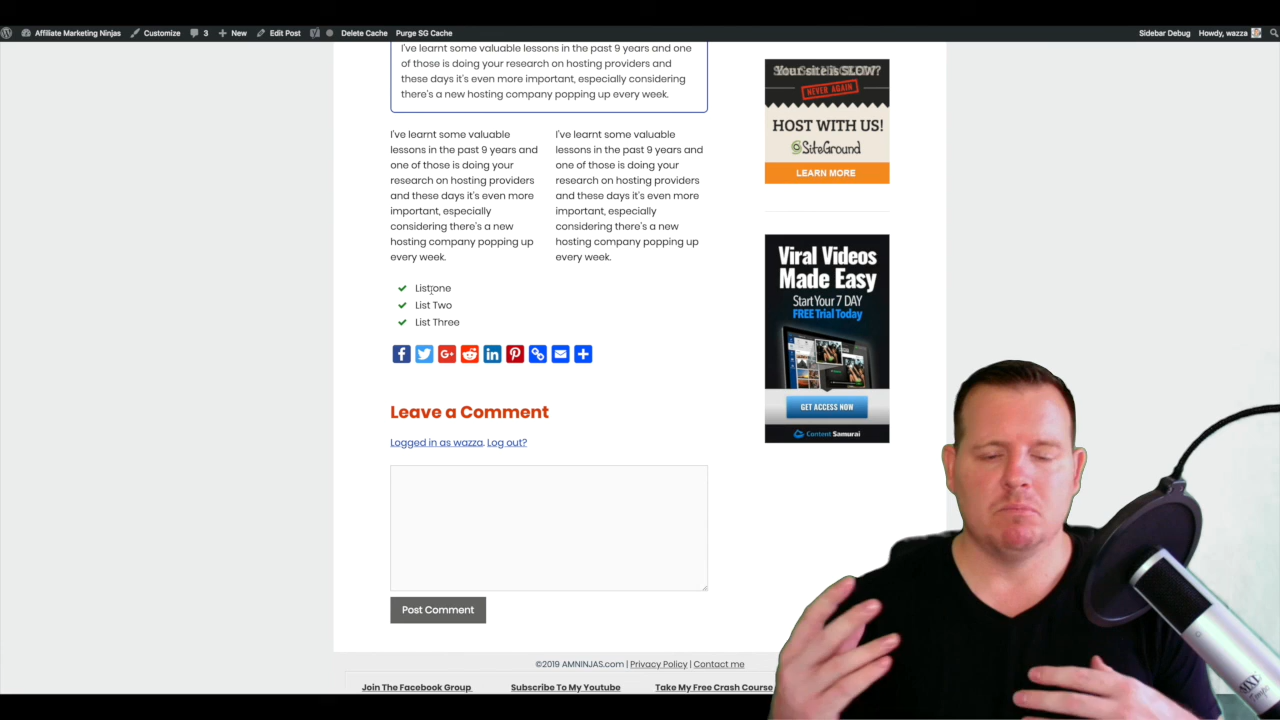 Affiliate Marketing Ninjas Customize 3 New Edit Post Delete Cache Purge SG Cache Sidebar Debug Howdy, wazza
I've learnt some valuable lessons in the past 9 years and one
of those is doing your research on hosting providers and
these days it's even more important, especially considering
there's a new hosting company popping up every week.
I've learnt some valuable
lessons in the past 9 years and
one of those is doing your
research on hosting providers
and these days it's even more
important, especially
considering there's a new
hosting company popping up
every week.
I've learnt some valuable
lessons in the past 9 years and
one of those is doing your
research on hosting providers
and these days it's even more
important, especially
considering there's a new
hosting company popping up
every week.
List one
List Two
List Three
Leave a Comment
Logged in as wazza. Log out?
Post Comment
Your site is SLOW?
NEVER AGAIN
HOST WITH US!
SiteGround
LEARN MORE
Viral Videos
Made Easy
Start Your 7 DAY
FREE Trial Today
GET ACCESS NOW
Content Samurai
©2019 AMNINJAS.com | Privacy Policy | Contact me
Join The Facebook Group Subscribe To My Youtube Take My Free Crash Course
MXL